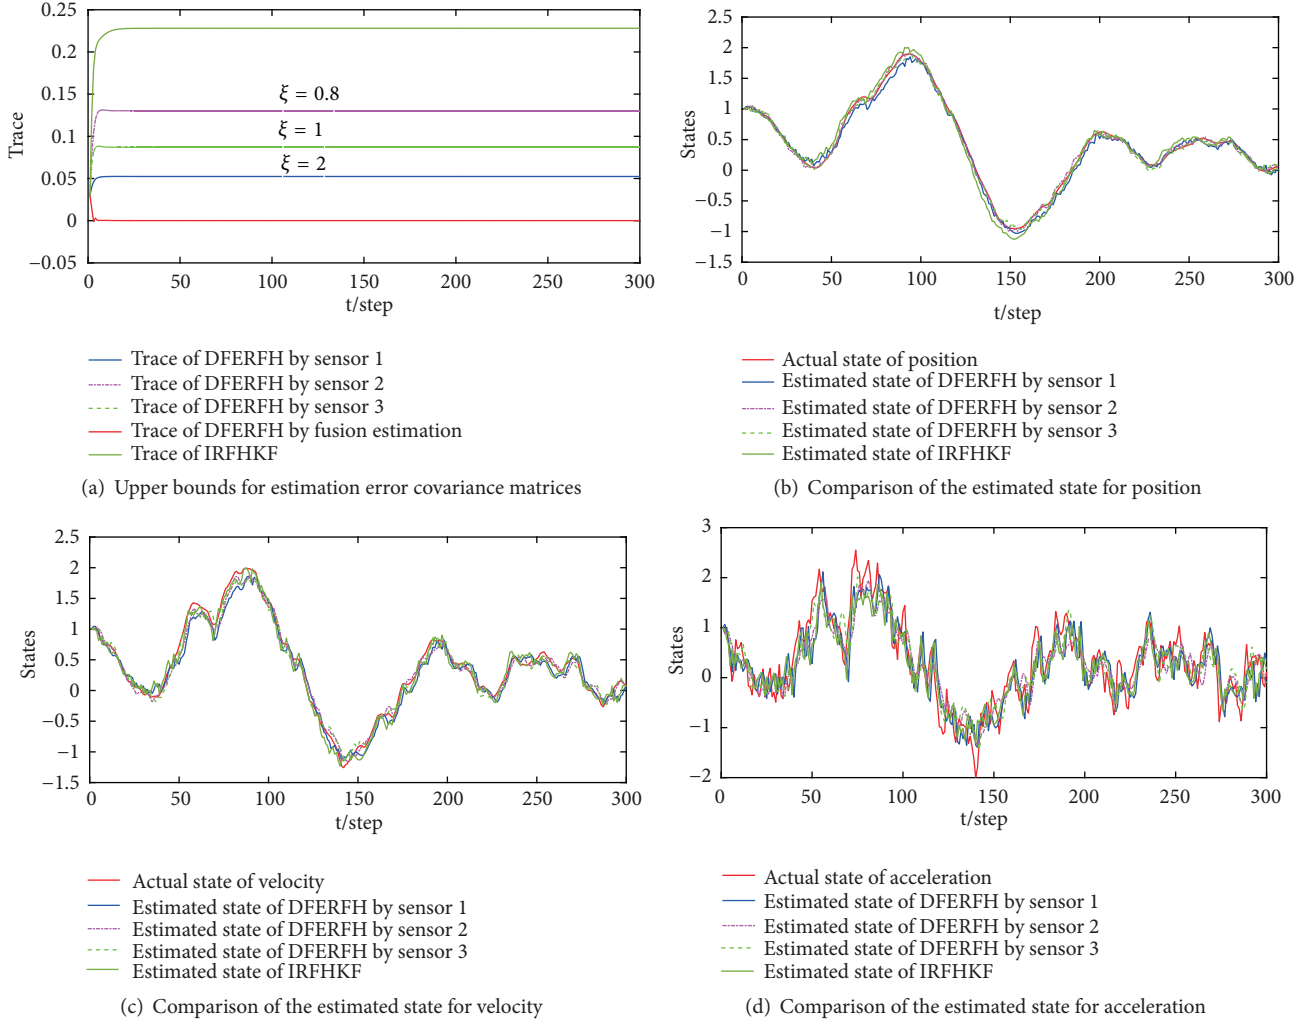 0.25
0.2
0.15
0.1
0.05
0
−0.05
Trace
ξ = 0.8
ξ = 1
ξ = 2
0 50 100 150 200 250 300
t/step
Trace of DFERFH by sensor 1
Trace of DFERFH by sensor 2
Trace of DFERFH by sensor 3
Trace of DFERFH by fusion estimation
Trace of IRFHKF
(a) Upper bounds for estimation error covariance matrices
2.5
2
1.5
1
0.5
0
−0.5
−1
−1.5
States
0 50 100 150 200 250 300
t/step
Actual state of position
Estimated state of DFERFH by sensor 1
Estimated state of DFERFH by sensor 2
Estimated state of DFERFH by sensor 3
Estimated state of IRFHKF
(b) Comparison of the estimated state for position
2.5
2
1.5
1
0.5
0
−0.5
−1
−1.5
States
0 50 100 150 200 250 300
t/step
Actual state of velocity
Estimated state of DFERFH by sensor 1
Estimated state of DFERFH by sensor 2
Estimated state of DFERFH by sensor 3
Estimated state of IRFHKF
(c) Comparison of the estimated state for velocity
3
2
1
0
−1
−2
States
0 50 100 150 200 250 300
t/step
Actual state of acceleration
Estimated state of DFERFH by sensor 1
Estimated state of DFERFH by sensor 2
Estimated state of DFERFH by sensor 3
Estimated state of IRFHKF
(d) Comparison of the estimated state for acceleration